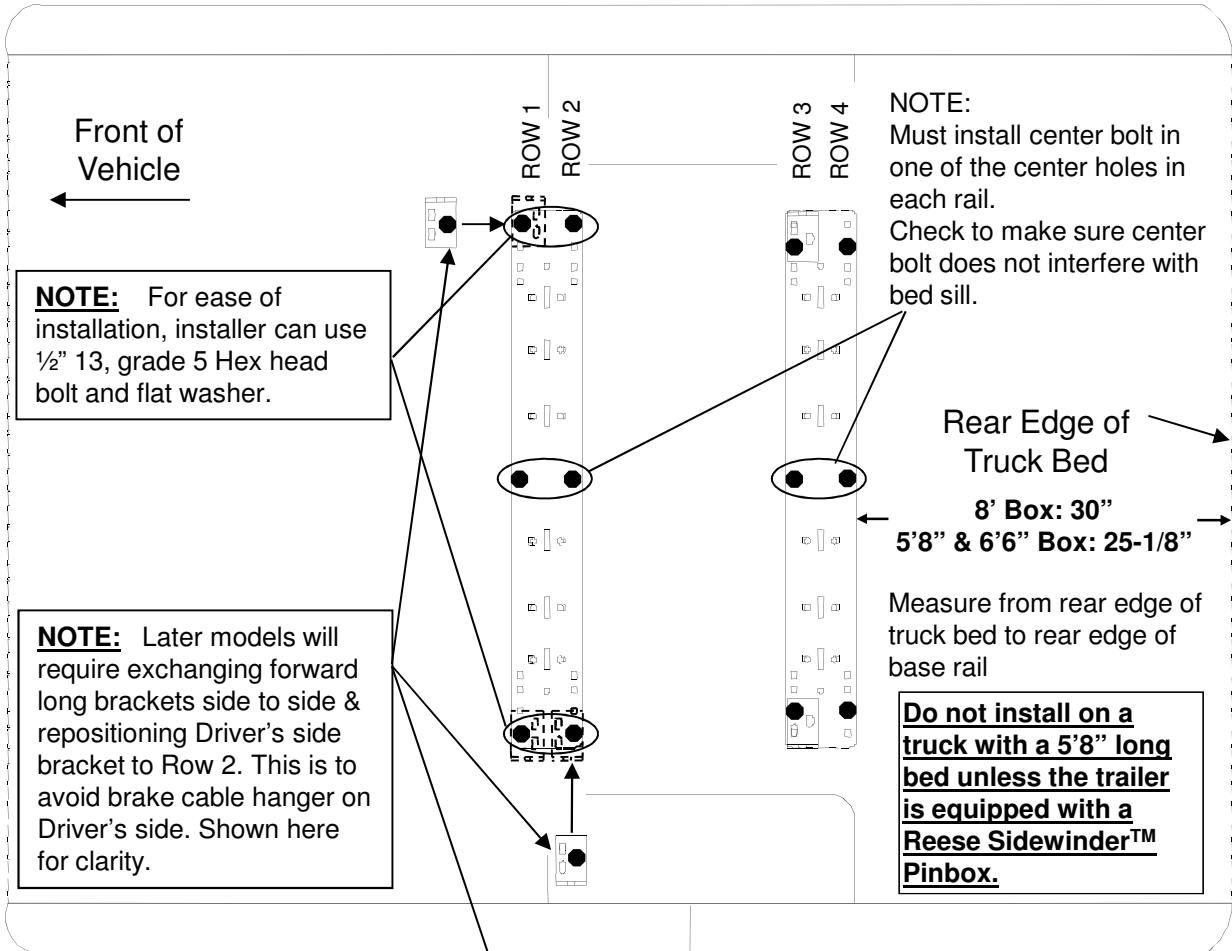 Front of
Vehicle
ROW 1
ROW 2
ROW 3
ROW 4
NOTE:
Must install center bolt in
one of the center holes in
each rail.
Check to make sure center
bolt does not interfere with
bed sill.
NOTE: For ease of
installation, installer can use
½” 13, grade 5 Hex head
bolt and flat washer.
Rear Edge of
Truck Bed
8’ Box: 30”
5’8” & 6’6” Box: 25-1/8”
Measure from rear edge of
truck bed to rear edge of
base rail
NOTE: Later models will
require exchanging forward
long brackets side to side &
repositioning Driver’s side
bracket to Row 2. This is to
avoid brake cable hanger on
Driver’s side. Shown here
for clarity.
Do not install on a
truck with a 5’8” long
bed unless the trailer
is equipped with a
Reese Sidewinder™
Pinbox.